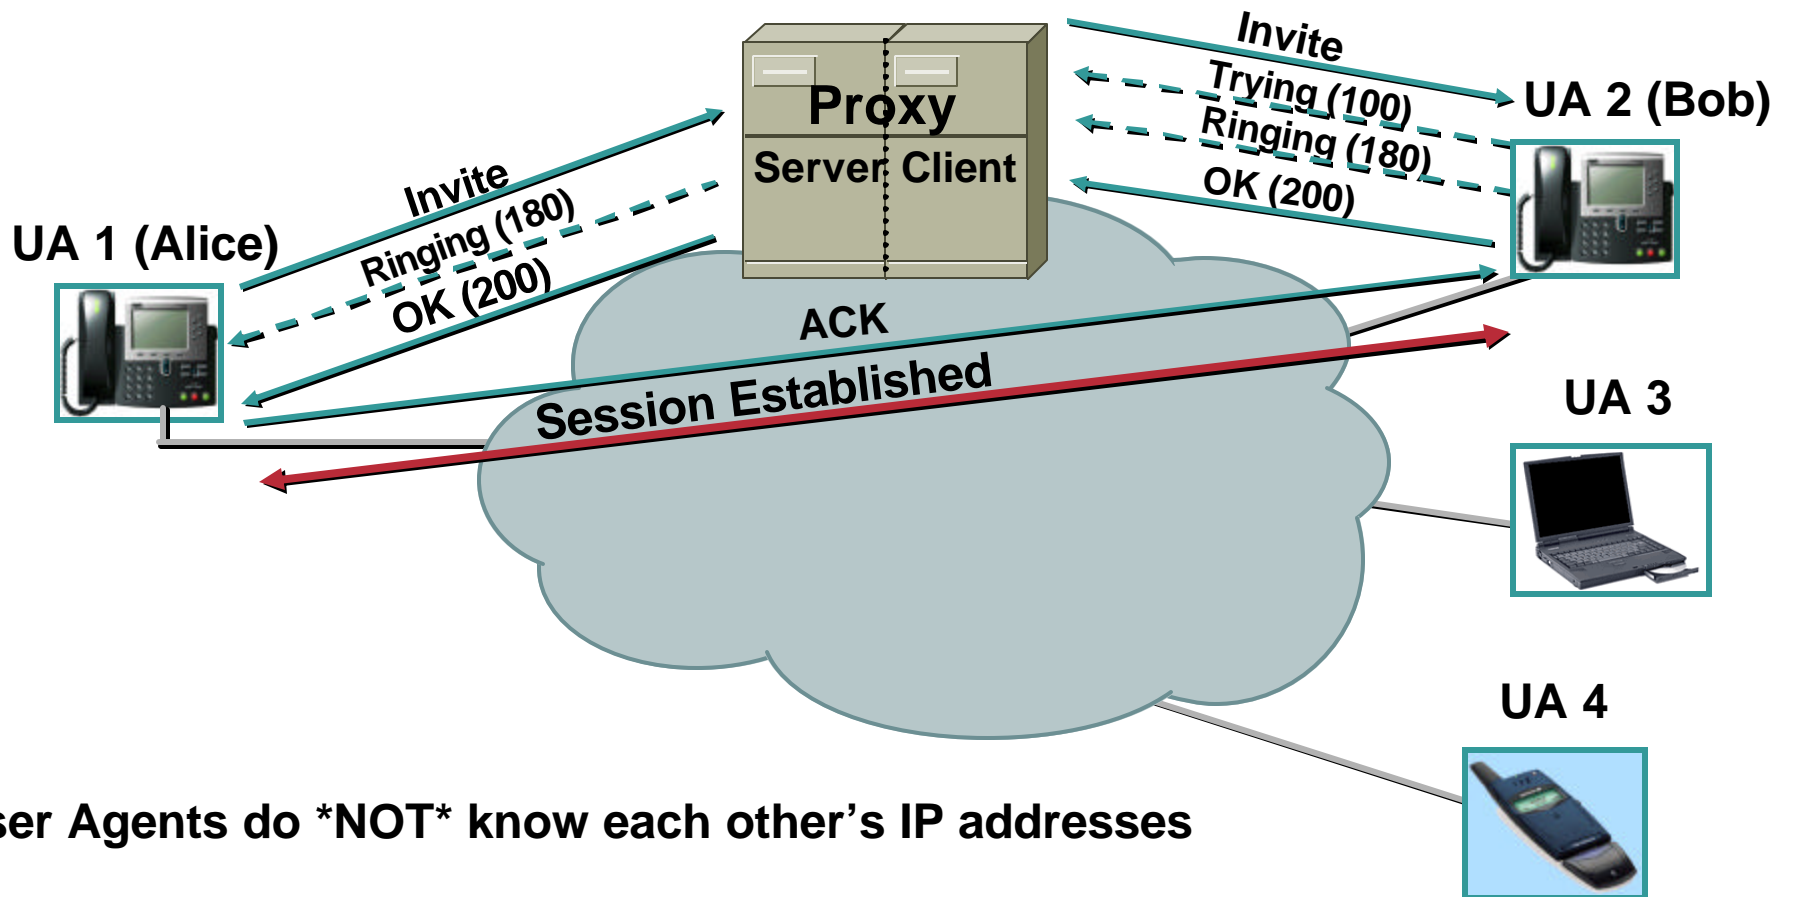 Invite
Trying (100)
Ringing (180)
OK (200)
UA 2 (Bob)
Proxy
Server Client
Invite
Ringing (180)
OK (200)
UA 1 (Alice)
ACK
Session Established
UA 3
UA 4
ser Agents do *NOT* know each other’s IP addresses